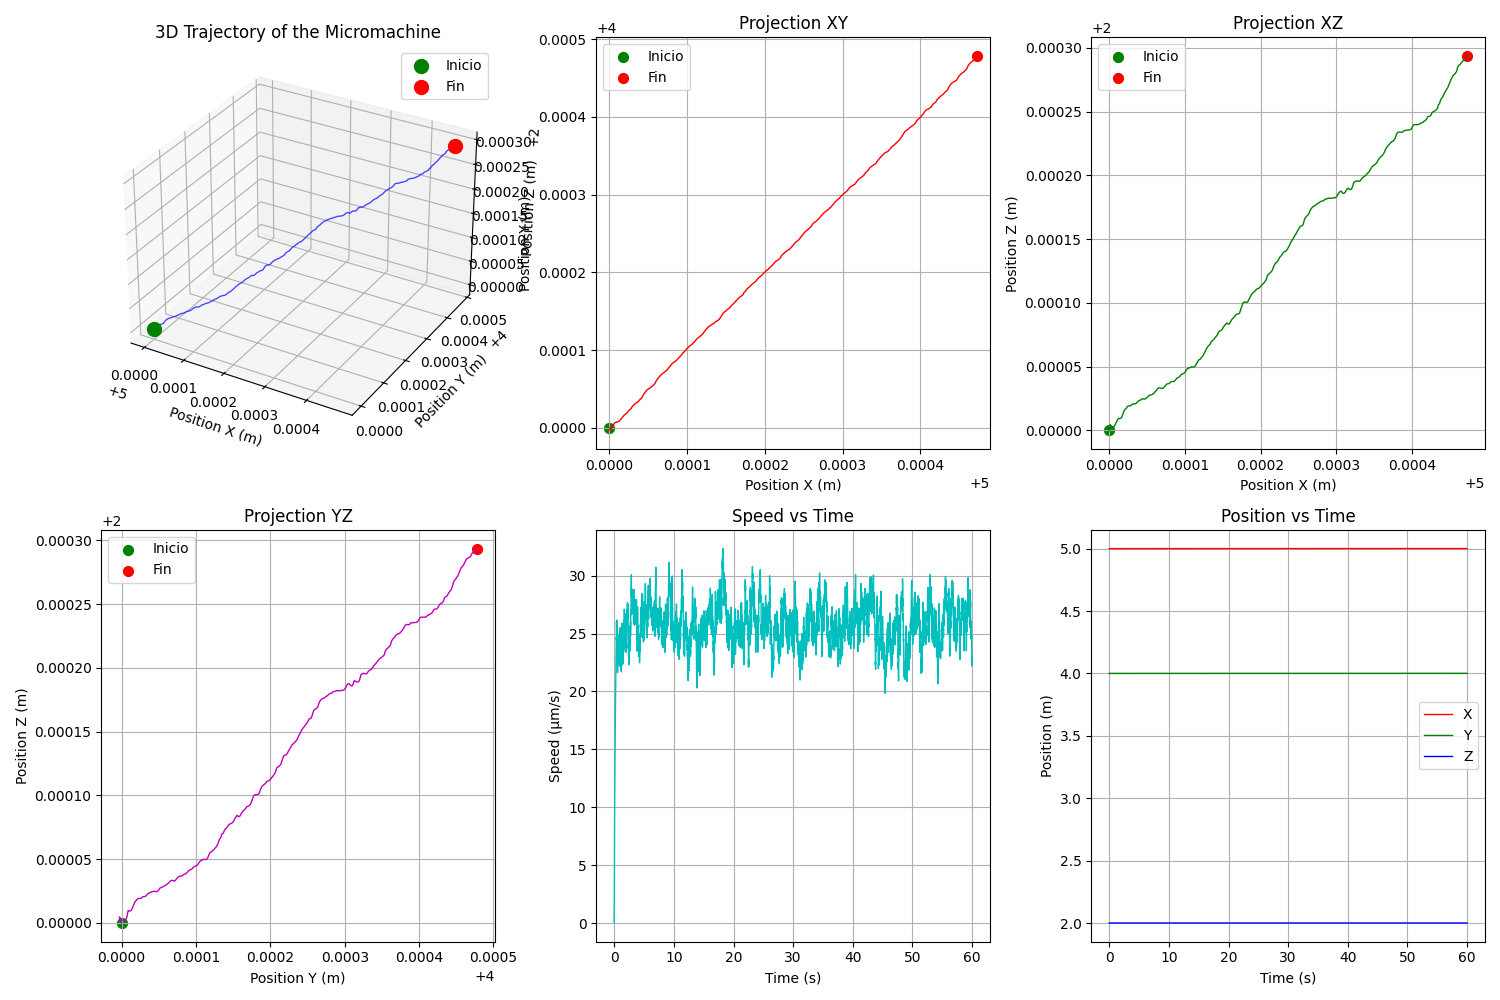 3D Trajectory of the Micromachine
Inicio
Fin
0.00030
0.00025
0.00020
0.00015
0.00010
0.00005
0.00000
+2
Position Z (m)
0.0000
0.0001
0.0002
0.0003
0.0004
+5
Position X (m)
0.0000
0.0001
0.0002
0.0003
0.0004
0.0005
+4
Position Y (m)
Projection XY
+4
Inicio
Fin
0.0005
0.0004
0.0003
0.0002
0.0001
0.0000
Position Y (m)
0.0000 0.0001 0.0002 0.0003 0.0004
Position X (m)
+5
Projection XZ
+2
Inicio
Fin
0.00030
0.00025
0.00020
0.00015
0.00010
0.00005
0.00000
Position Z (m)
0.0000 0.0001 0.0002 0.0003 0.0004
Position X (m)
+5
Projection YZ
+2
Inicio
Fin
0.00030
0.00025
0.00020
0.00015
0.00010
0.00005
0.00000
Position Z (m)
0.0000 0.0001 0.0002 0.0003 0.0004 0.0005
Position Y (m)
+4
Speed vs Time
30
25
20
15
10
5
0
Speed (μm/s)
0 10 20 30 40 50 60
Time (s)
Position vs Time
5.0
4.5
4.0
3.5
3.0
2.5
2.0
Position (m)
X
Y
Z
0 10 20 30 40 50 60
Time (s)